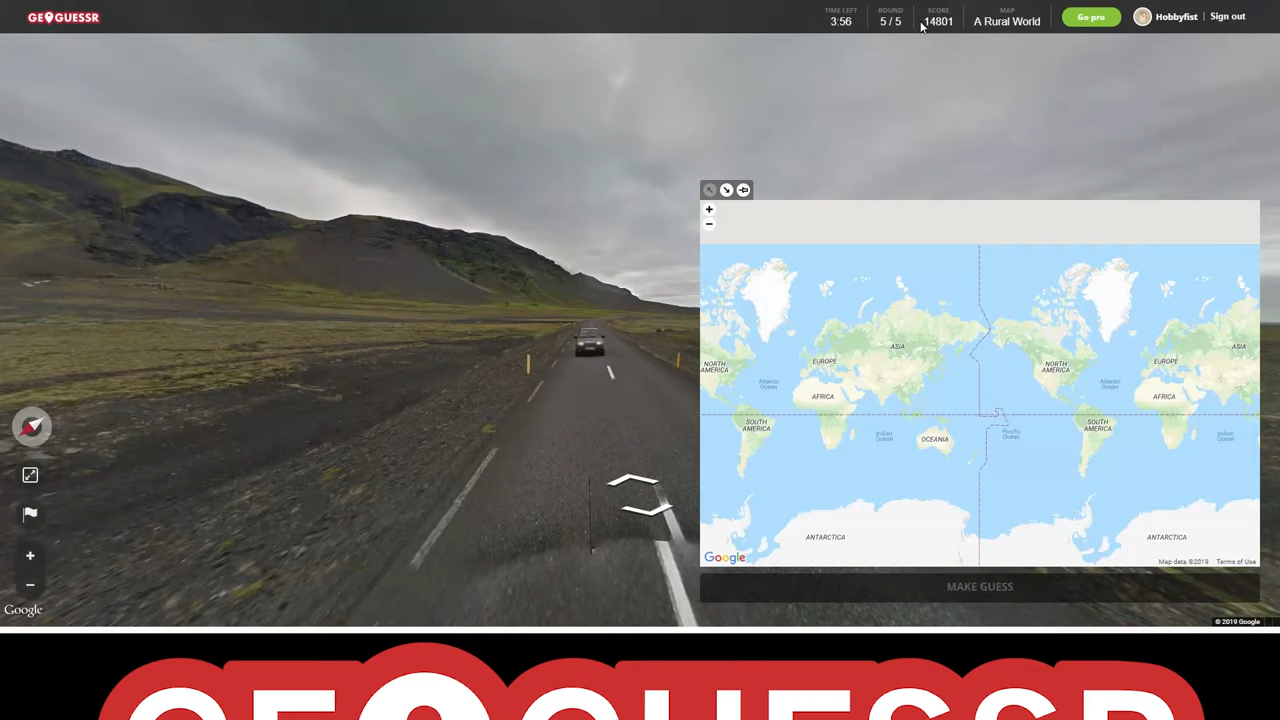 GEOGUESSR
TIME LEFT
3:56
ROUND
5 / 5
SCORE
14801
MAP
A Rural World
Go pro
Hobbyfist
Sign out
NORTH AMERICA
Atlantic Ocean
EUROPE
ASIA
AFRICA
SOUTH AMERICA
Indian Ocean
OCEANIA
Pacific Ocean
NORTH AMERICA
Atlantic Ocean
EUROPE
ASIA
AFRICA
SOUTH AMERICA
Indian Ocean
ANTARCTICA
ANTARCTICA
Google
Map data ©2019
Terms of Use
MAKE GUESS
Google
© 2019 Google
GEOGUESSR